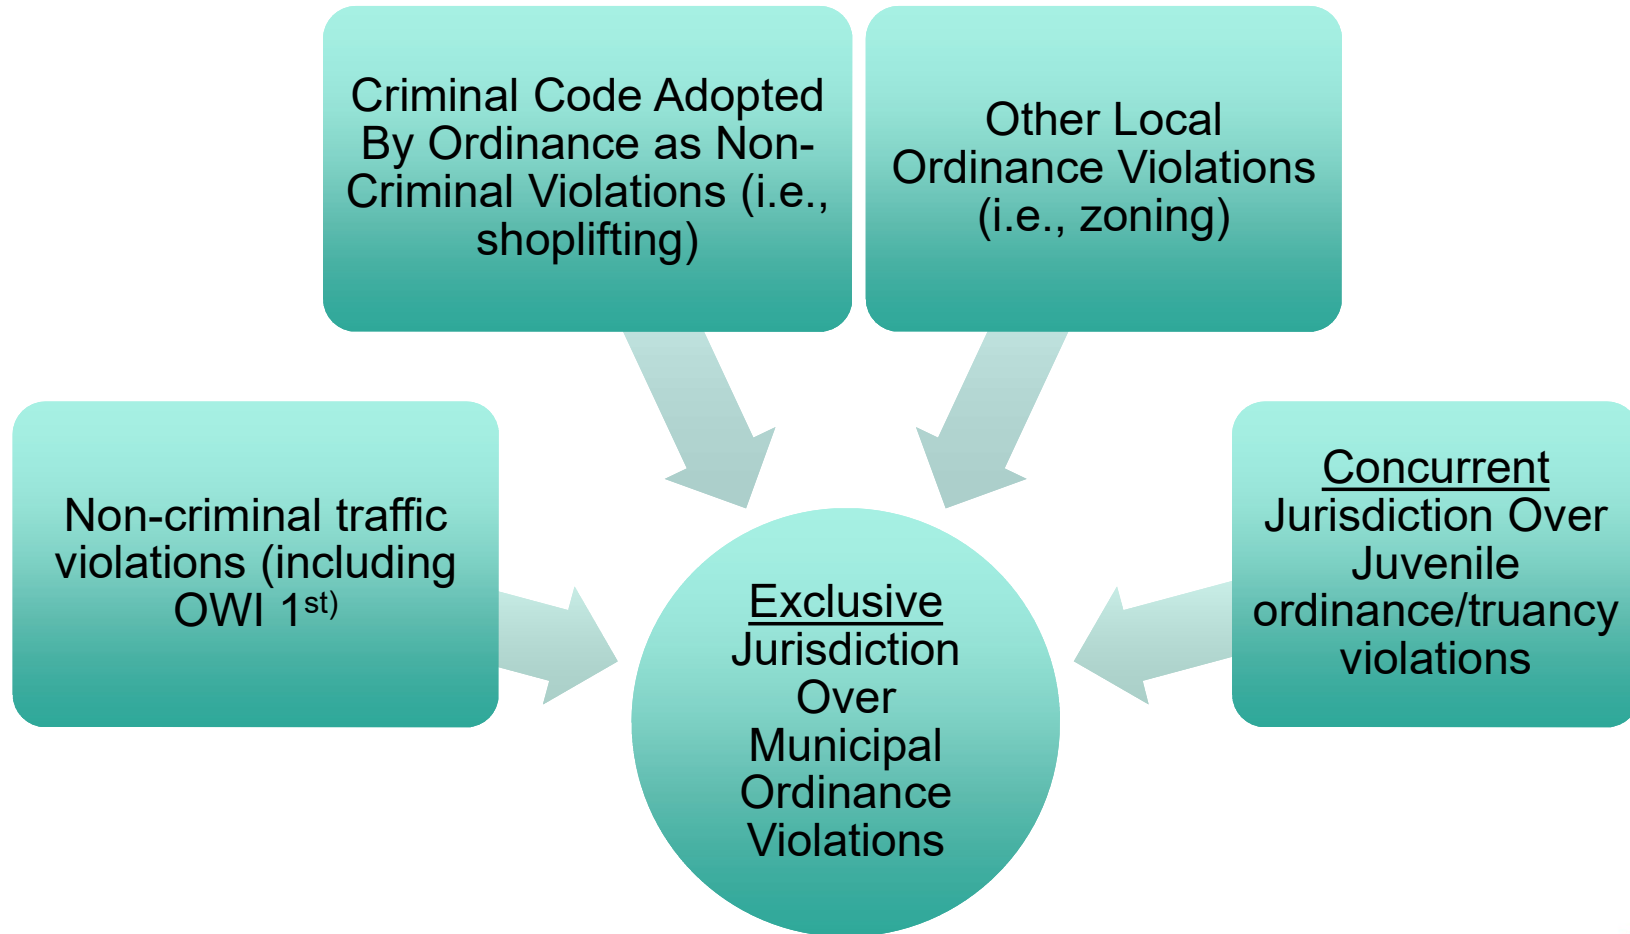 Criminal Code Adopted
By Ordinance as Non-
Criminal Violations (i.e.,
shoplifting)
Other Local
Ordinance Violations
(i.e., zoning)
Non-criminal traffic
violations (including
OWI 1st)
Concurrent
Jurisdiction Over
Juvenile
ordinance/truancy
violations
Exclusive
Jurisdiction
Over
Municipal
Ordinance
Violations